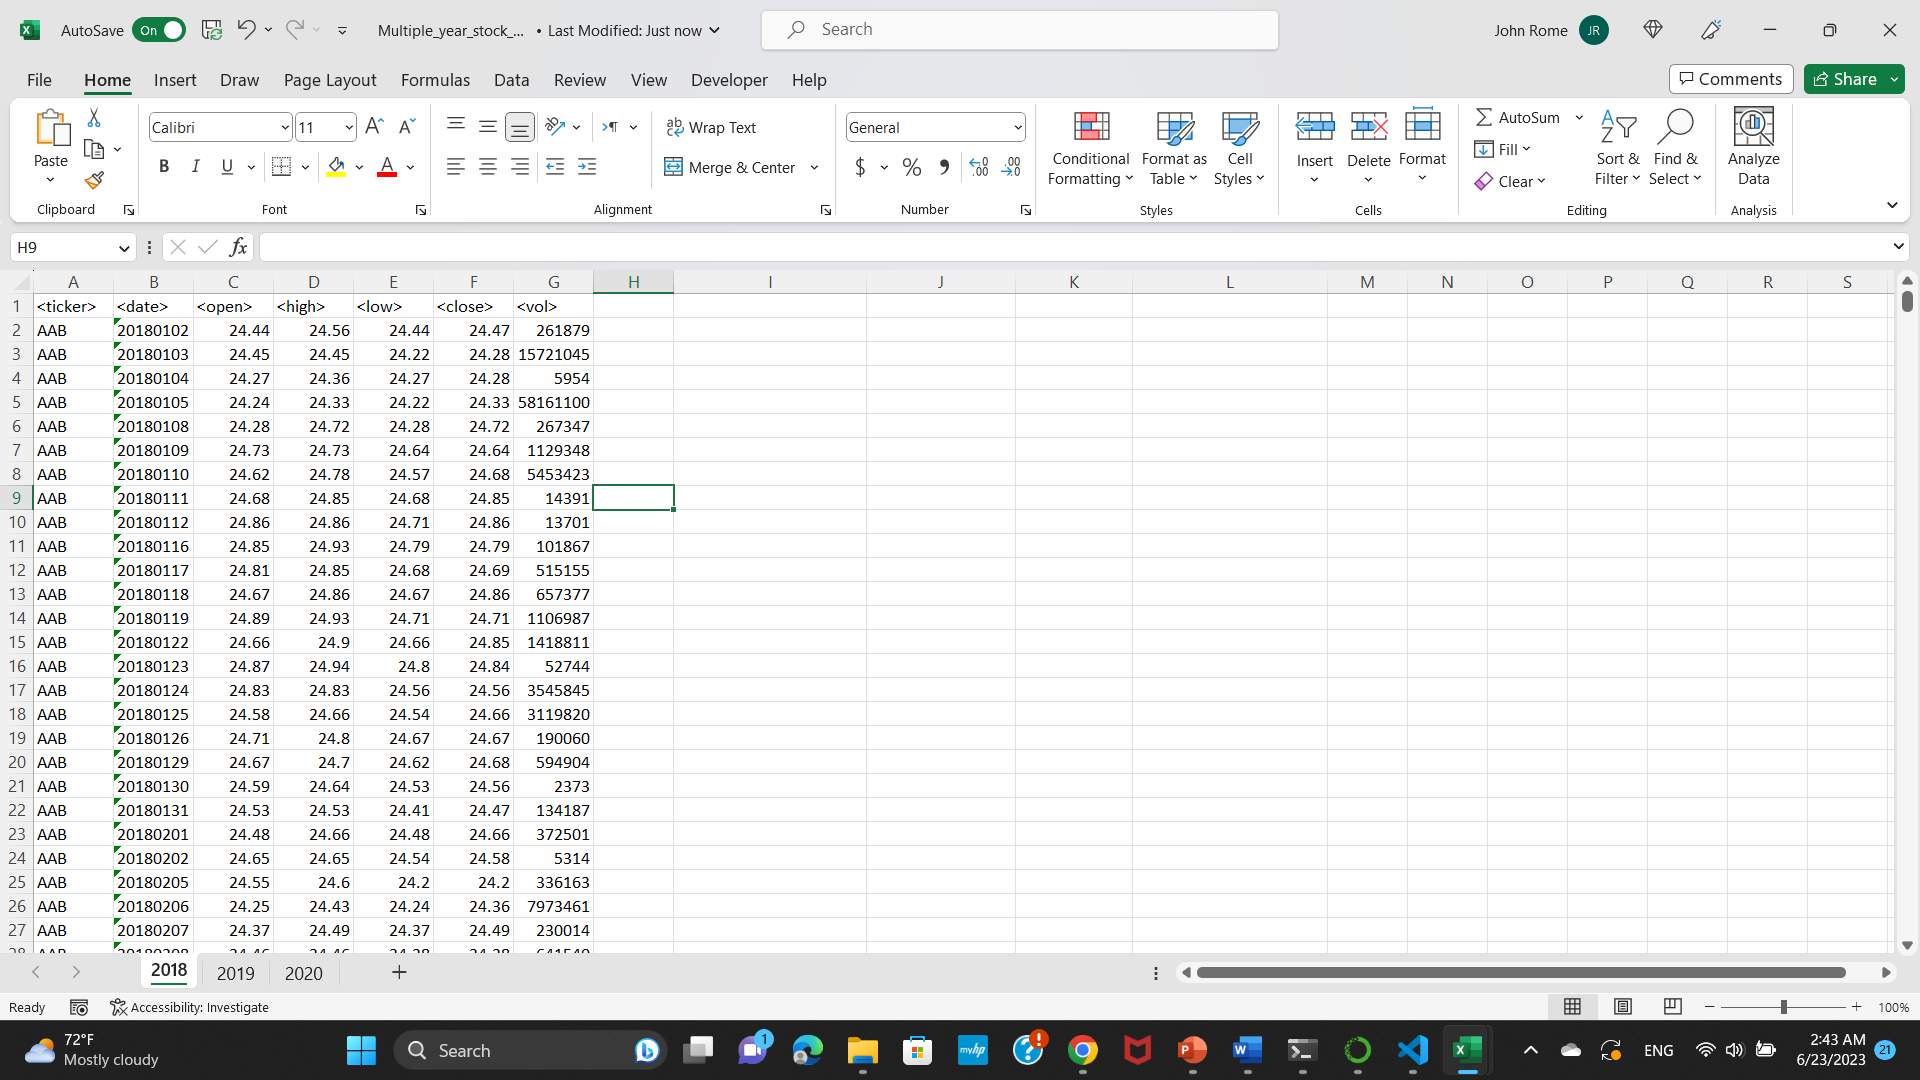 AutoSave On Multiple_year_stock_... • Last Modified: Just now Search John Rome JR
File Home Insert Draw Page Layout Formulas Data Review View Developer Help Comments Share
Paste
Clipboard
Calibri 11
B I U A
Font
Wrap Text
Merge & Center
Alignment
General
$ % 9
Number
Conditional Formatting
Format as Table
Cell Styles
Styles
Insert Delete Format
Cells
AutoSum
Fill
Clear
Sort & Filter
Find & Select
Editing
Analyze Data
Analysis
H9 fx
A B C D E F G H I J K L M N O P Q R S
1 <ticker> <date> <open> <high> <low> <close> <vol>
2 AAB 20180102 24.44 24.56 24.44 24.47 261879
3 AAB 20180103 24.45 24.45 24.22 24.28 15721045
4 AAB 20180104 24.27 24.36 24.27 24.28 5954
5 AAB 20180105 24.24 24.33 24.22 24.33 58161100
6 AAB 20180108 24.28 24.72 24.28 24.72 267347
7 AAB 20180109 24.73 24.73 24.64 24.64 1129348
8 AAB 20180110 24.62 24.78 24.57 24.68 5453423
9 AAB 20180111 24.68 24.85 24.68 24.85 14391
10 AAB 20180112 24.86 24.86 24.71 24.86 13701
11 AAB 20180116 24.85 24.93 24.79 24.79 101867
12 AAB 20180117 24.81 24.85 24.68 24.69 515155
13 AAB 20180118 24.67 24.86 24.67 24.86 657377
14 AAB 20180119 24.89 24.93 24.71 24.71 1106987
15 AAB 20180122 24.66 24.9 24.66 24.85 1418811
16 AAB 20180123 24.87 24.94 24.8 24.84 52744
17 AAB 20180124 24.83 24.83 24.56 24.56 3545845
18 AAB 20180125 24.58 24.66 24.54 24.66 3119820
19 AAB 20180126 24.71 24.8 24.67 24.67 190060
20 AAB 20180129 24.67 24.7 24.62 24.68 594904
21 AAB 20180130 24.59 24.64 24.53 24.56 2373
22 AAB 20180131 24.53 24.53 24.41 24.47 134187
23 AAB 20180201 24.48 24.66 24.48 24.66 372501
24 AAB 20180202 24.65 24.65 24.54 24.58 5314
25 AAB 20180205 24.55 24.6 24.2 24.2 336163
26 AAB 20180206 24.25 24.43 24.24 24.36 7973461
27 AAB 20180207 24.37 24.49 24.37 24.49 230014
2018 2019 2020
Ready Accessibility: Investigate 100%
72°F
Mostly cloudy
Search
1
myhp
ENG
2:43 AM
6/23/2023
21